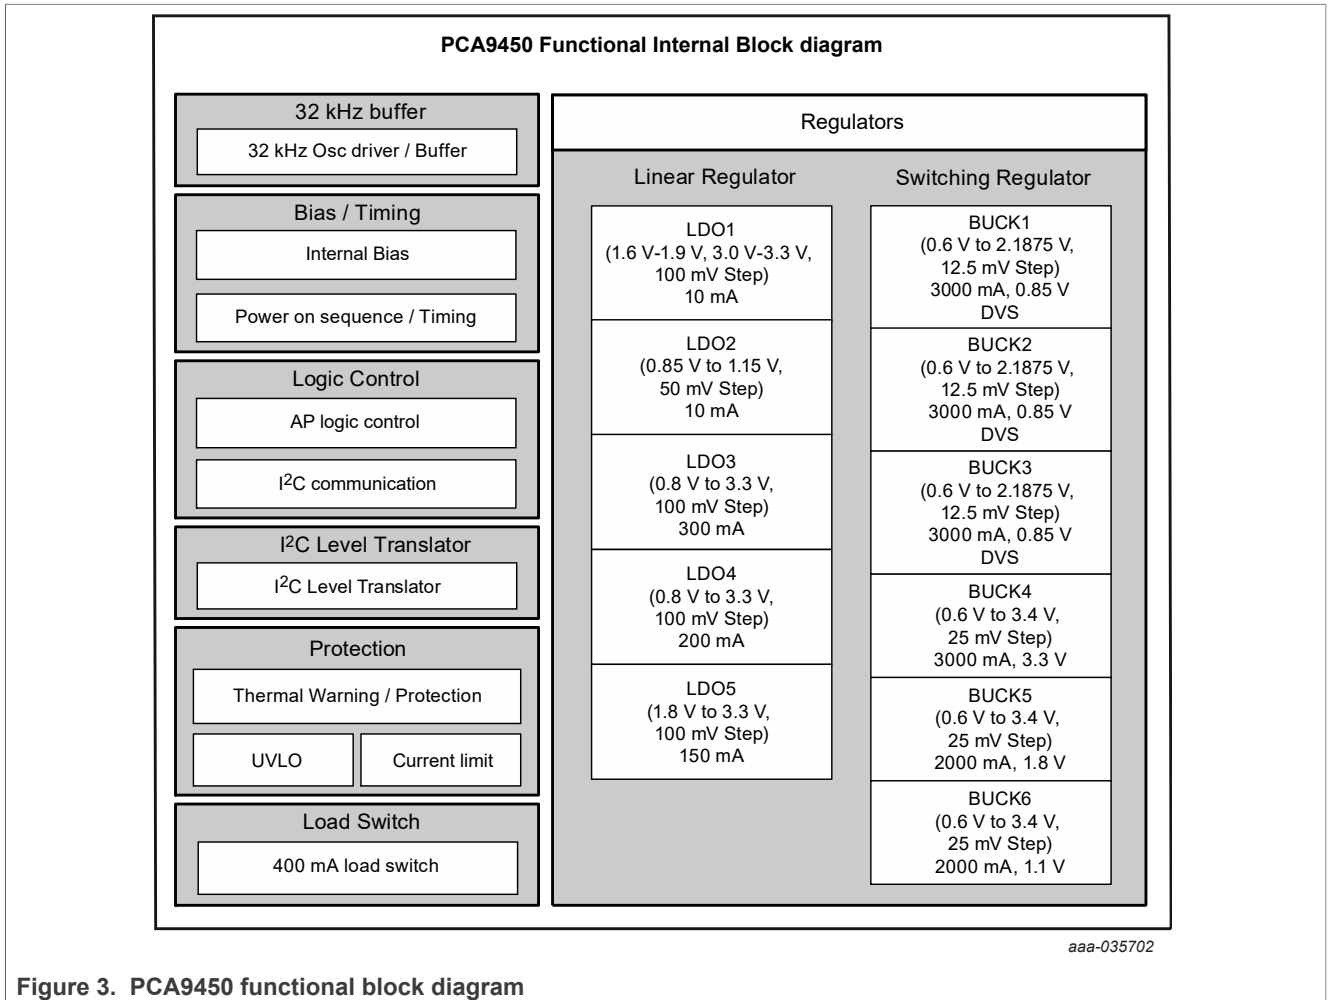 PCA9450 Functional Internal Block diagram
32 kHz buffer
32 kHz Osc driver / Buffer
Bias / Timing
Internal Bias
Power on sequence / Timing
Logic Control
AP logic control
I2C communication
I2C Level Translator
I2C Level Translator
Protection
Thermal Warning / Protection
UVLO
Current limit
Load Switch
400 mA load switch
Regulators
Linear Regulator
LDO1
(1.6 V-1.9 V, 3.0 V-3.3 V,
100 mV Step)
10 mA
LDO2
(0.85 V to 1.15 V,
50 mV Step)
10 mA
LDO3
(0.8 V to 3.3 V,
100 mV Step)
300 mA
LDO4
(0.8 V to 3.3 V,
100 mV Step)
200 mA
LDO5
(1.8 V to 3.3 V,
100 mV Step)
150 mA
Switching Regulator
BUCK1
(0.6 V to 2.1875 V,
12.5 mV Step)
3000 mA, 0.85 V
DVS
BUCK2
(0.6 V to 2.1875 V,
12.5 mV Step)
3000 mA, 0.85 V
DVS
BUCK3
(0.6 V to 2.1875 V,
12.5 mV Step)
3000 mA, 0.85 V
DVS
BUCK4
(0.6 V to 3.4 V,
25 mV Step)
3000 mA, 3.3 V
BUCK5
(0.6 V to 3.4 V,
25 mV Step)
2000 mA, 1.8 V
BUCK6
(0.6 V to 3.4 V,
25 mV Step)
2000 mA, 1.1 V
aaa-035702
Figure 3. PCA9450 functional block diagram